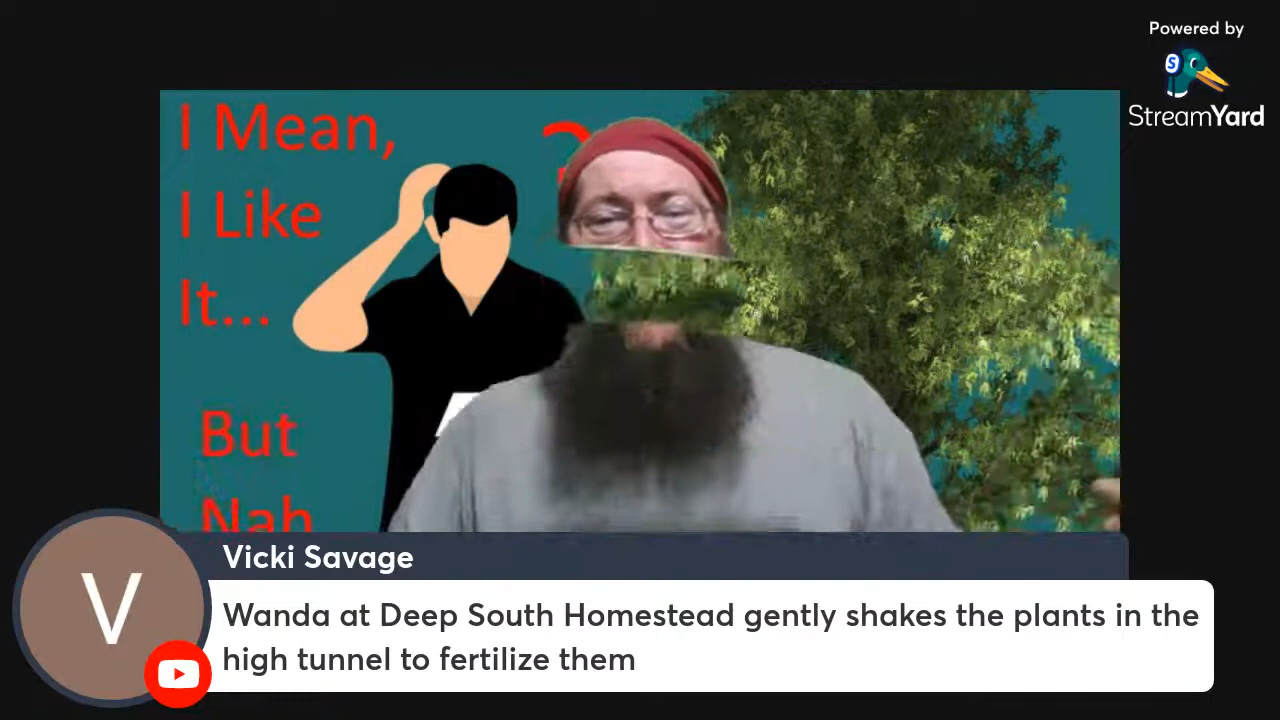 Powered by
S
StreamYard
I Mean,
?
I Like
It...
But
Nah
V
Vicki Savage
Wanda at Deep South Homestead gently shakes the plants in the
high tunnel to fertilize them